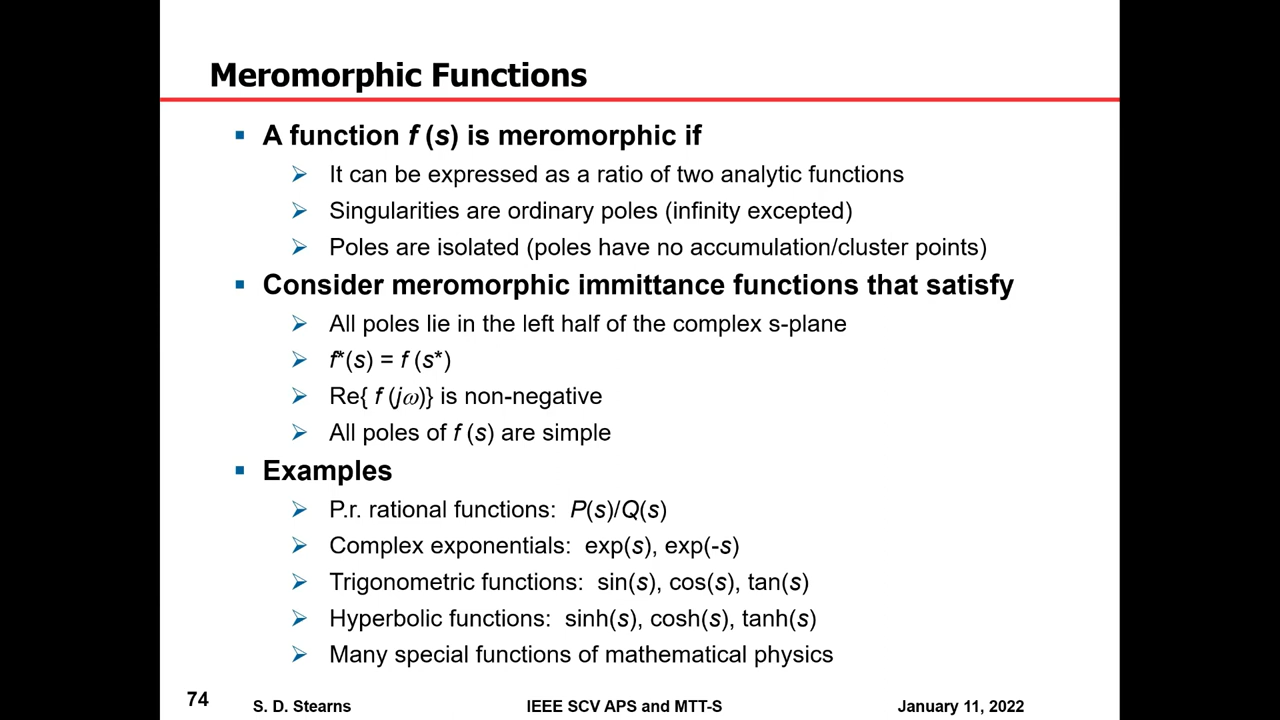 Meromorphic Functions
▪ A function f (s) is meromorphic if
➢ It can be expressed as a ratio of two analytic functions
➢ Singularities are ordinary poles (infinity excepted)
➢ Poles are isolated (poles have no accumulation/cluster points)
▪ Consider meromorphic immittance functions that satisfy
➢ All poles lie in the left half of the complex s-plane
➢ f*(s) = f (s*)
➢ Re{ f (jω)} is non-negative
➢ All poles of f (s) are simple
▪ Examples
➢ P.r. rational functions: P(s)/Q(s)
➢ Complex exponentials: exp(s), exp(-s)
➢ Trigonometric functions: sin(s), cos(s), tan(s)
➢ Hyperbolic functions: sinh(s), cosh(s), tanh(s)
➢ Many special functions of mathematical physics
74 S. D. Stearns IEEE SCV APS and MTT-S January 11, 2022